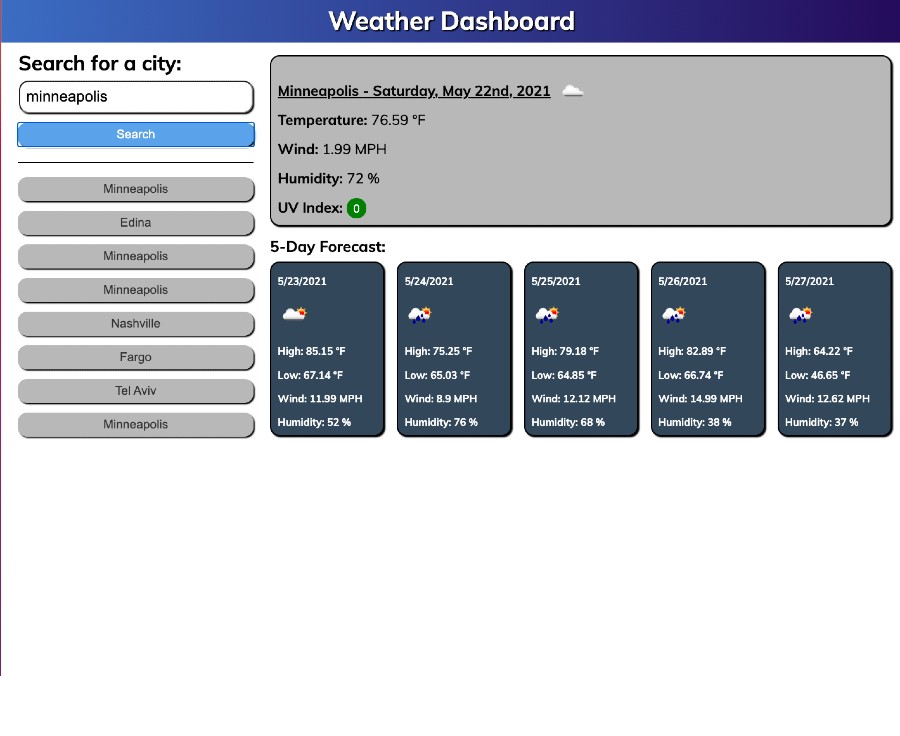 Weather Dashboard
Search for a city:
minneapolis
Search
Minneapolis
Edina
Minneapolis
Minneapolis
Nashville
Fargo
Tel Aviv
Minneapolis
Minneapolis - Saturday, May 22nd, 2021
Temperature: 76.59 °F
Wind: 1.99 MPH
Humidity: 72 %
UV Index: 0
5-Day Forecast:
5/23/2021
High: 85.15 °F
Low: 67.14 °F
Wind: 11.99 MPH
Humidity: 52 %
5/24/2021
High: 75.25 °F
Low: 65.03 °F
Wind: 8.9 MPH
Humidity: 76 %
5/25/2021
High: 79.18 °F
Low: 64.85 °F
Wind: 12.12 MPH
Humidity: 68 %
5/26/2021
High: 82.89 °F
Low: 66.74 °F
Wind: 14.99 MPH
Humidity: 38 %
5/27/2021
High: 64.22 °F
Low: 46.65 °F
Wind: 12.62 MPH
Humidity: 37 %